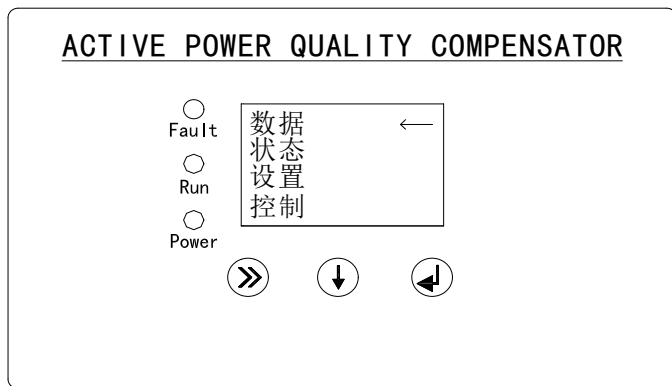 ACTIVE POWER QUALITY COMPENSATOR
Fault
Run
Power
数据 ←
状态
设置
控制